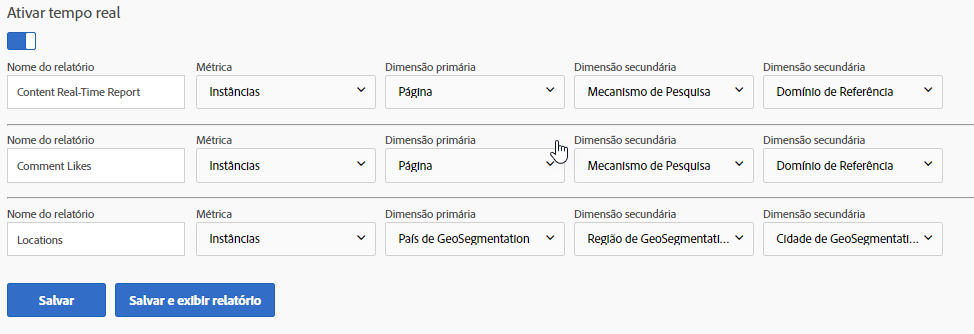 Ativar tempo real
Nome do relatório Métrica Dimensão primária Dimensão secundária Dimensão secundária
Content Real-Time Report Instâncias Página Mecanismo de Pesquisa Domínio de Referência
Nome do relatório Métrica Dimensão primária Dimensão secundária Dimensão secundária
Comment Likes Instâncias Página Mecanismo de Pesquisa Domínio de Referência
Nome do relatório Métrica Dimensão primária Dimensão secundária Dimensão secundária
Locations Instâncias País de GeoSegmentation Região de GeoSegmentati... Cidade de GeoSegmentati...
Salvar Salvar e exibir relatório